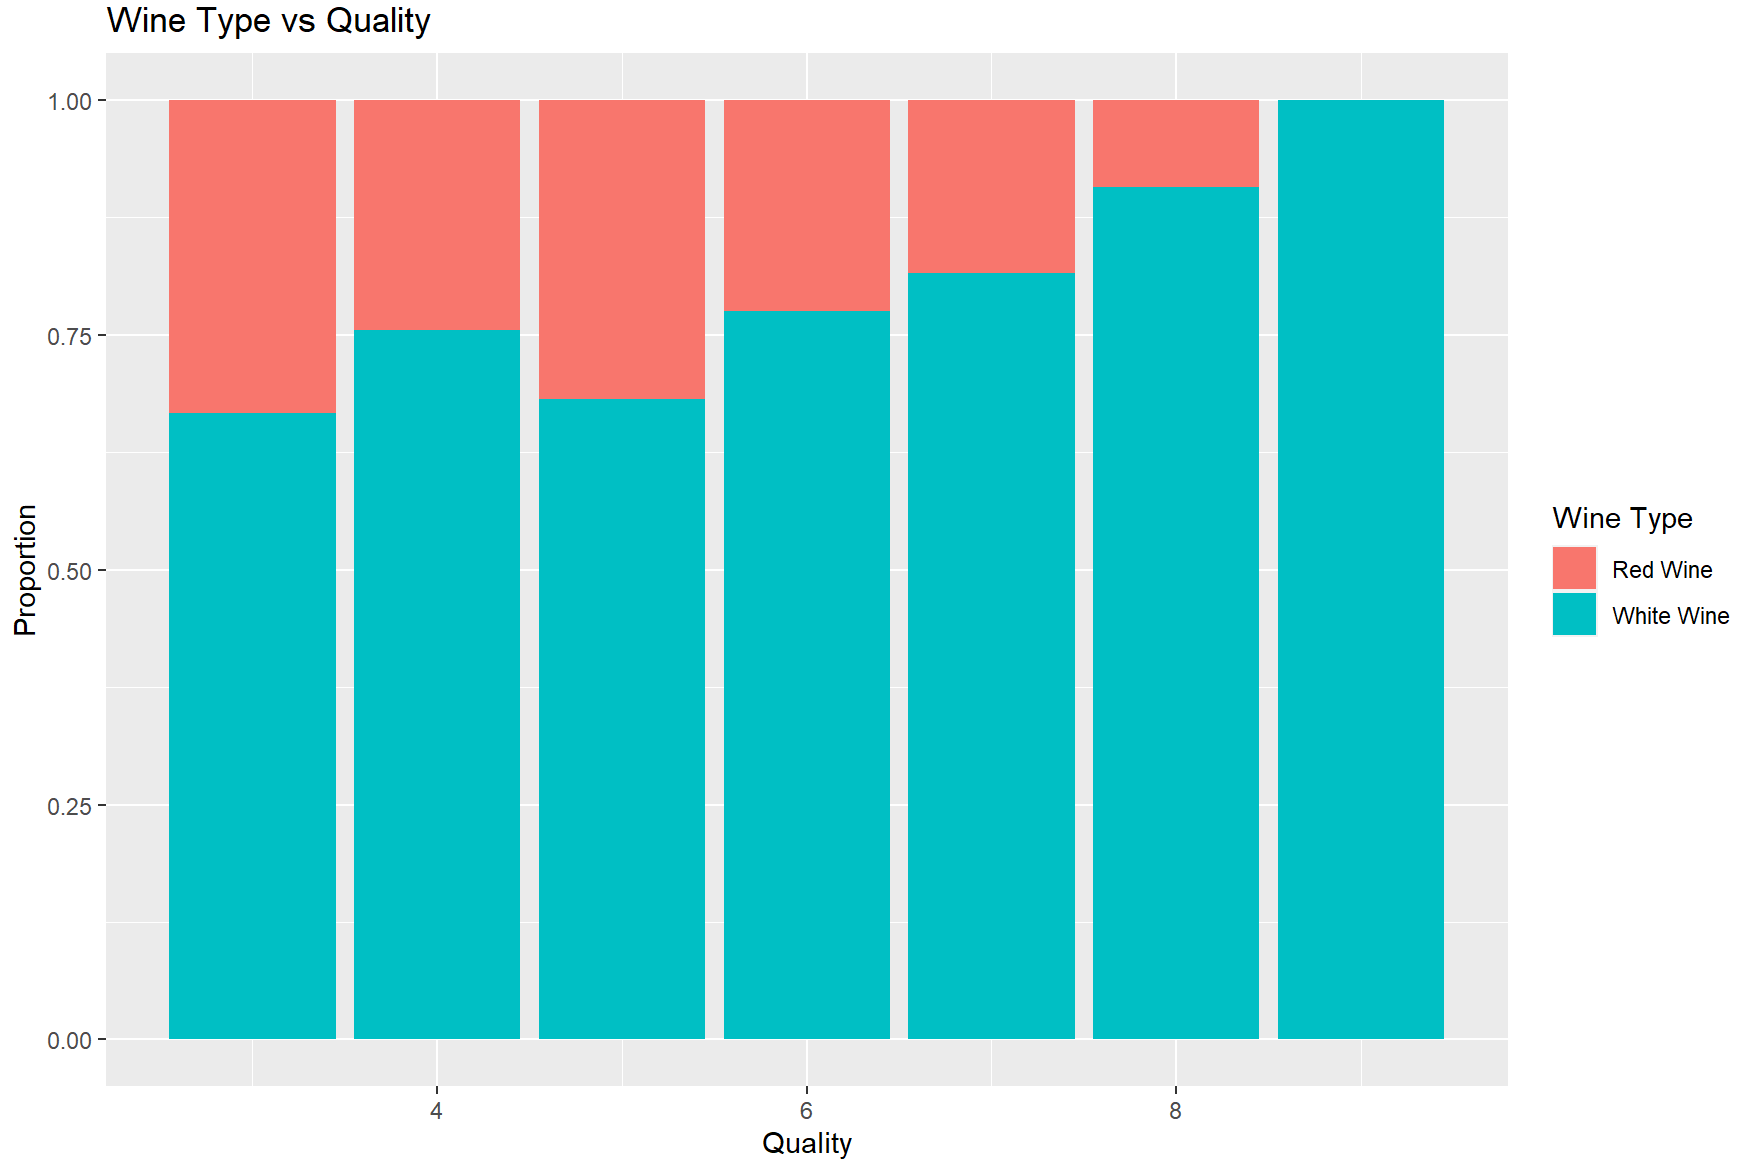 Wine Type vs Quality
1.00
0.75
0.50
0.25
0.00
Proportion
4 6 8
Quality
Wine Type
Red Wine
White Wine